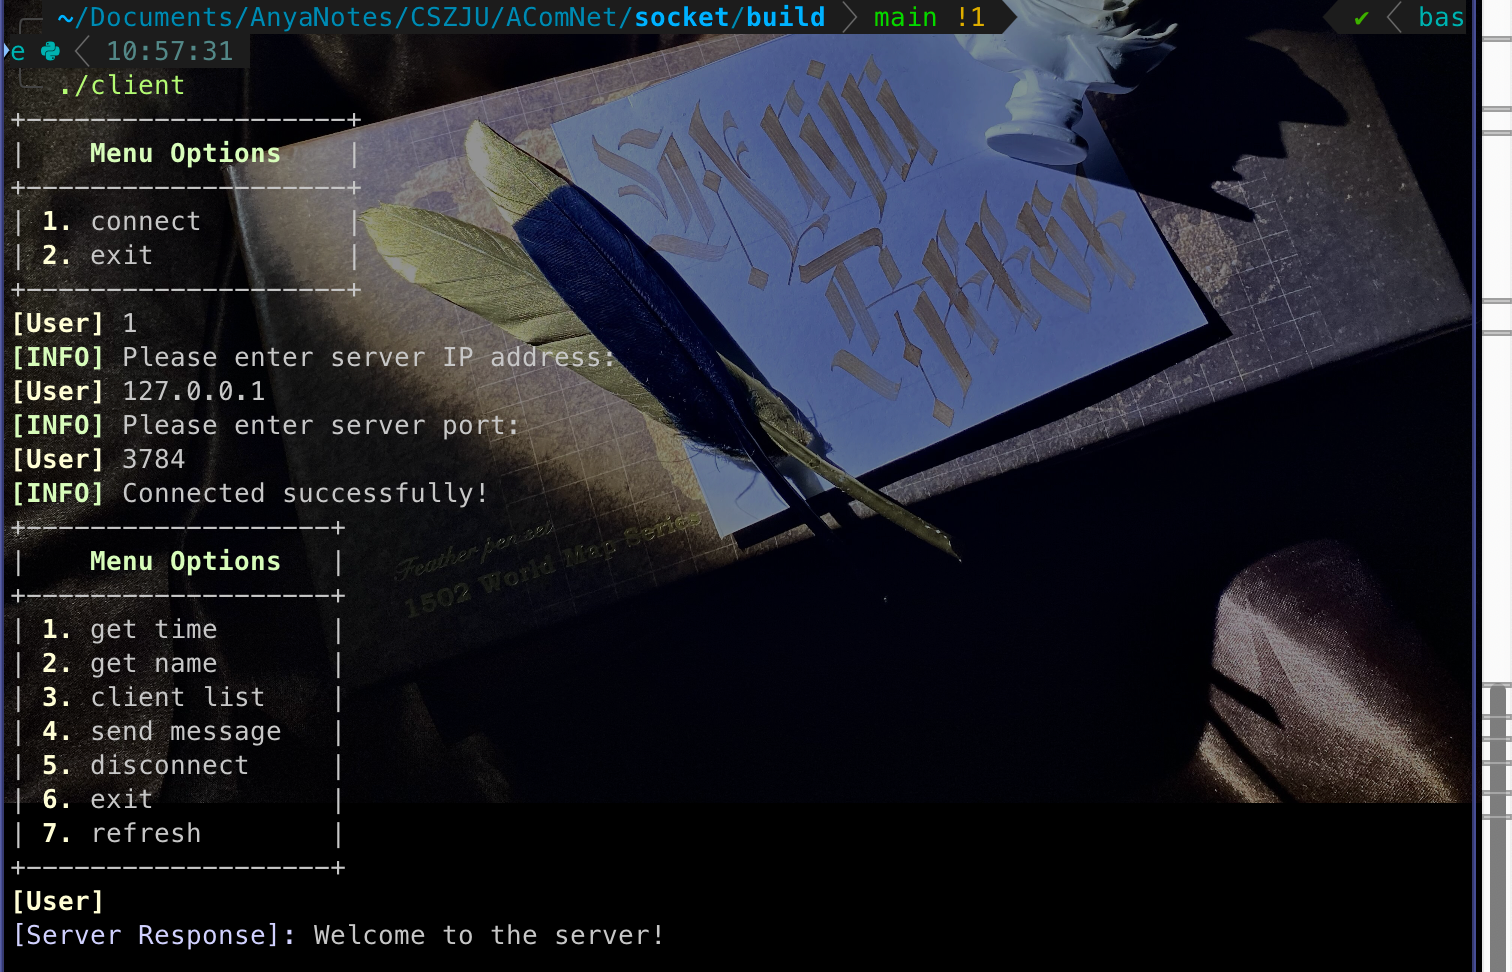 ~/Documents/AnyaNotes/CSZJU/AComNet/socket/build main !1 ✔ bas
e 10:57:31
./client
+--------------------+
| Menu Options |
+--------------------+
| 1. connect |
| 2. exit |
+--------------------+
[User] 1
[INFO] Please enter server IP address:
[User] 127.0.0.1
[INFO] Please enter server port:
[User] 3784
[INFO] Connected successfully!
+-------------------+
| Menu Options |
+-------------------+
| 1. get time |
| 2. get name |
| 3. client list |
| 4. send message |
| 5. disconnect |
| 6. exit |
| 7. refresh |
+-------------------+
[User]
[Server Response]: Welcome to the server!
Feather pen set
1502 World Map Series